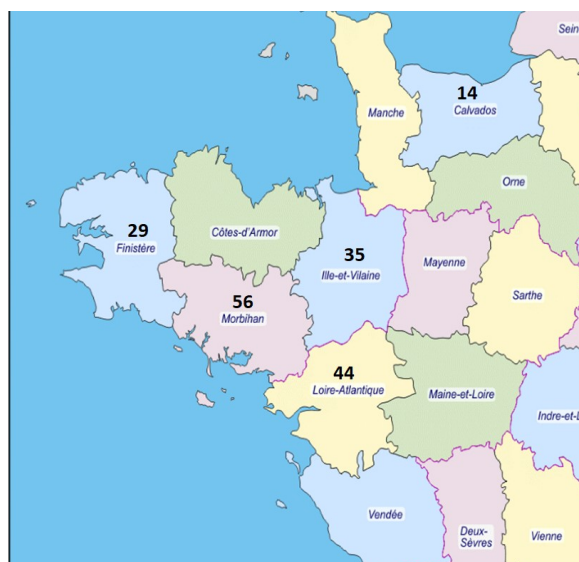 Sein
14
Calvados
Manche
Orne
29
Finistére
Côtes-d'Armor
35
Ille-et-Vilaine
Mayenne
Sarthe
56
Morbihan
44
Loire-Atlantique
Maine-et-Loire
Indre-et-L
Vendée
Deux-
Sèvres
Vienne